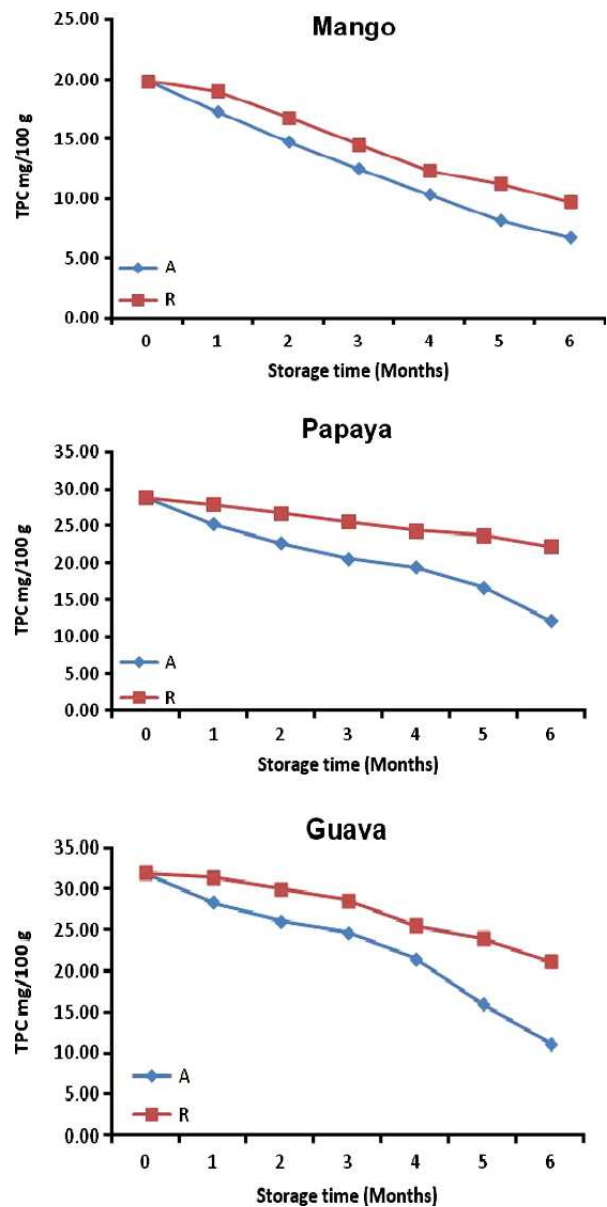 Mango
25.00
20.00
15.00
10.00
5.00
0.00
TPC mg/100 g
A
R
0 1 2 3 4 5 6
Storage time (Months)
Papaya
35.00
30.00
25.00
20.00
15.00
10.00
5.00
0.00
TPC mg/100 g
A
R
0 1 2 3 4 5 6
Storage time (Months)
Guava
35.00
30.00
25.00
20.00
15.00
10.00
5.00
0.00
TPC mg/100 g
A
R
0 1 2 3 4 5 6
Storage time (Months)